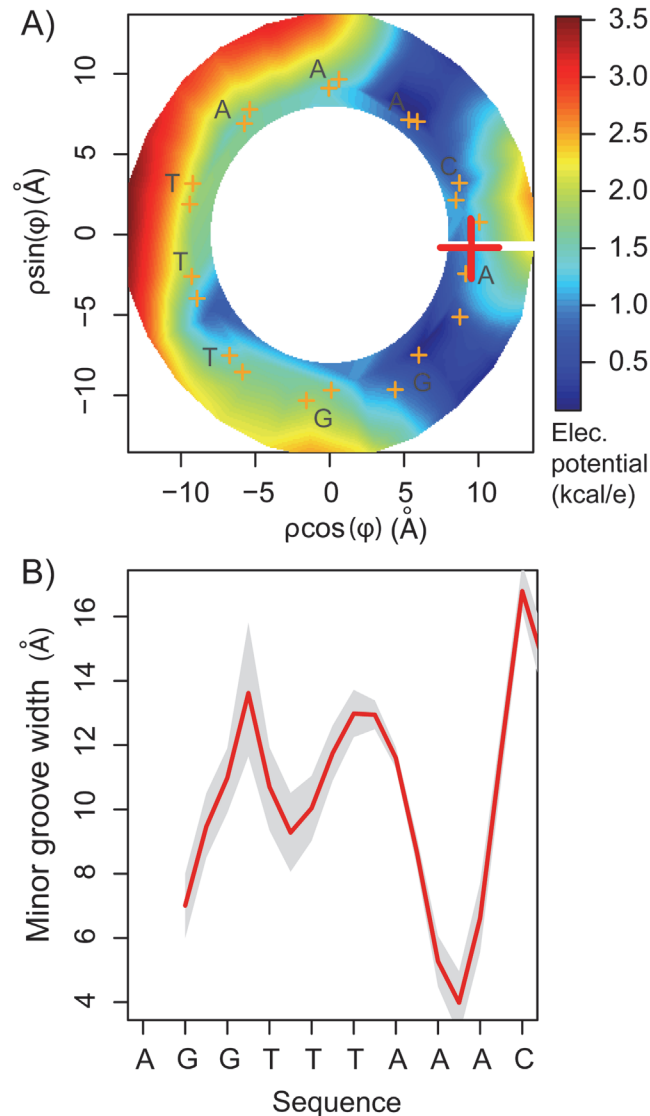 A)
3.5
3.0
2.5
2.0
1.5
1.0
0.5
Elec.
potential
(kcal/e)
10
5
0
−5
−10
ρsin(φ) (Å)
A
A
A
T
C
T
A
T
G
G
−10 −5 0 5 10
ρcos(φ) (Å)
B)
16
14
12
10
8
6
4
Minor groove width (Å)
A G G T T T A A A C
Sequence